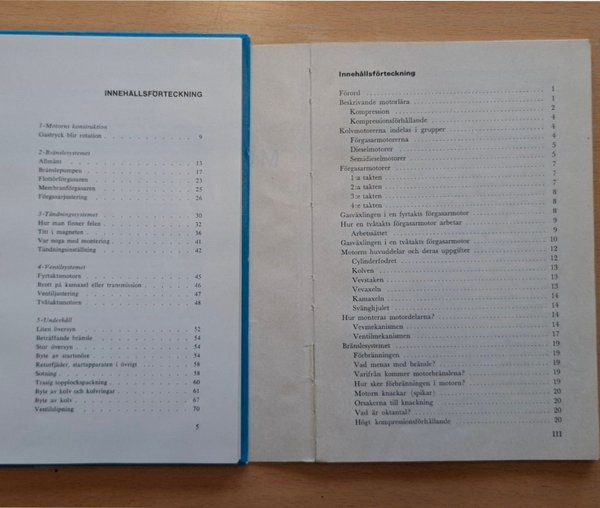 INNEHÅLLSFÖRTECKNING
1-Motorns konstruktion
Gastryck blir rotation 9
2-Bränslesystemet
Allmänt 13
Bränslepumpen 17
Flottörförgasaren 23
Membranförgasaren 25
Förgasarjustering 26
3-Tändningssystemet 30
Hur man finner felen 32
Titt i magneten 36
Var noga med montering 41
Tändningsinställning 42
4-Ventilsystemet
Fyrtaktsmotorn 45
Brott på kamaxel eller transmission 46
Ventiljustering 47
Tvåtaktsmotorn 48
5-Underhåll
Liten översyn 52
Beträffande bränsle 54
Stor översyn 54
Byte av startsnöre 54
Returfjäder, startapparaten i övrigt 58
Sotning 58
Trasig topplockspackning 60
Byte av kolv och kolvringar 61
Byte av kolv 67
Ventilslipning 70
5
Innehållsförteckning
Förord 1
Beskrivande motorlära 1
Kompression 2
Kompressionsförhållande 4
Kolvmotorerna indelas i grupper 4
Förgasarmotorerna 4
Dieselmotorer 5
Semidieselmotorer 7
Förgasarmotorer 7
1:a takten 7
2:a takten 7
3:e takten 8
4:e takten 8
Gasväxlingen i en fyrtakts förgasarmotor 8
Hur en tvåtakts förgasarmotor arbetar 9
Arbetssättet 9
Gasväxlingen i en tvåtakts förgasarmotor 10
Motorns huvuddelar och deras uppgifter 12
Cylinderfodret 12
Kolven 12
Vevstaken 13
Vevaxeln 13
Kamaxeln 14
Svänghjulet 14
Hur monteras motordelarna? 14
Vevmekanismen 14
Ventilmekanismen 17
Bränslesystemet 19
Förbränningen 19
Vad menas med bränsle? 19
Varifrån kommer motorbränslena? 19
Hur sker förbränningen i motorn? 19
Motorn knackar (spikar) 20
Orsakerna till knackning 20
Vad är oktantal? 20
Högt kompressionsförhållande 20
III